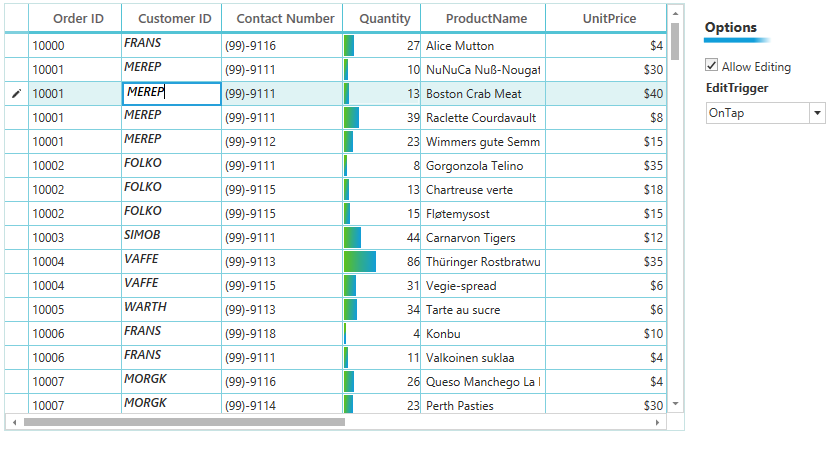 Order ID Customer ID Contact Number Quantity ProductName UnitPrice
10000 FRANS (99)-9116 27 Alice Mutton $4
10001 MEREP (99)-9111 10 NuNuCa Nuß-Nougat $30
10001 MEREP (99)-9111 13 Boston Crab Meat $40
10001 MEREP (99)-9111 39 Raclette Courdavault $8
10001 MEREP (99)-9112 23 Wimmers gute Semm $15
10002 FOLKO (99)-9111 8 Gorgonzola Telino $35
10002 FOLKO (99)-9115 13 Chartreuse verte $18
10002 FOLKO (99)-9115 15 Fløtemysost $15
10003 SIMOB (99)-9111 44 Carnarvon Tigers $12
10004 VAFFE (99)-9113 86 Thüringer Rostbratwu $35
10004 VAFFE (99)-9115 31 Vegie-spread $6
10005 WARTH (99)-9113 34 Tarte au sucre $6
10006 FRANS (99)-9118 4 Konbu $10
10006 FRANS (99)-9111 11 Valkoinen suklaa $4
10007 MORGK (99)-9116 26 Queso Manchego La $4
10007 MORGK (99)-9114 23 Perth Pasties $30
Options
Allow Editing
EditTrigger
OnTap